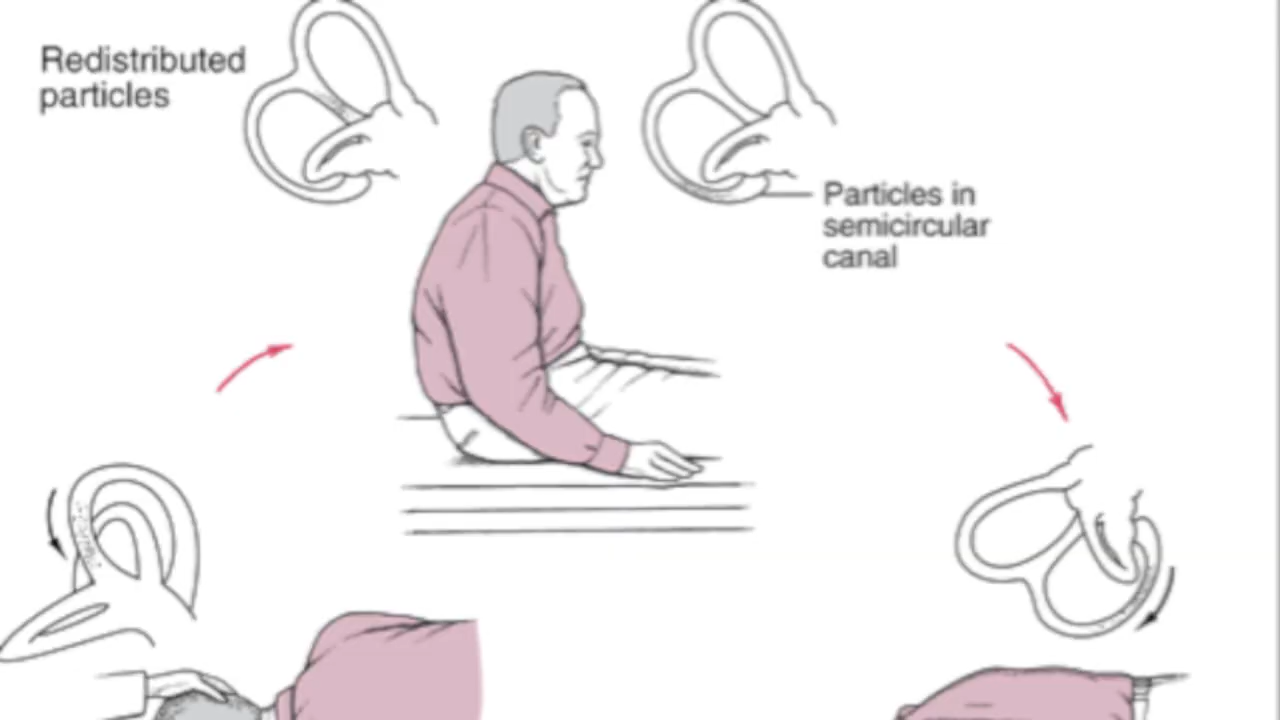 Redistributed
particles
Particles in
semicircular
canal